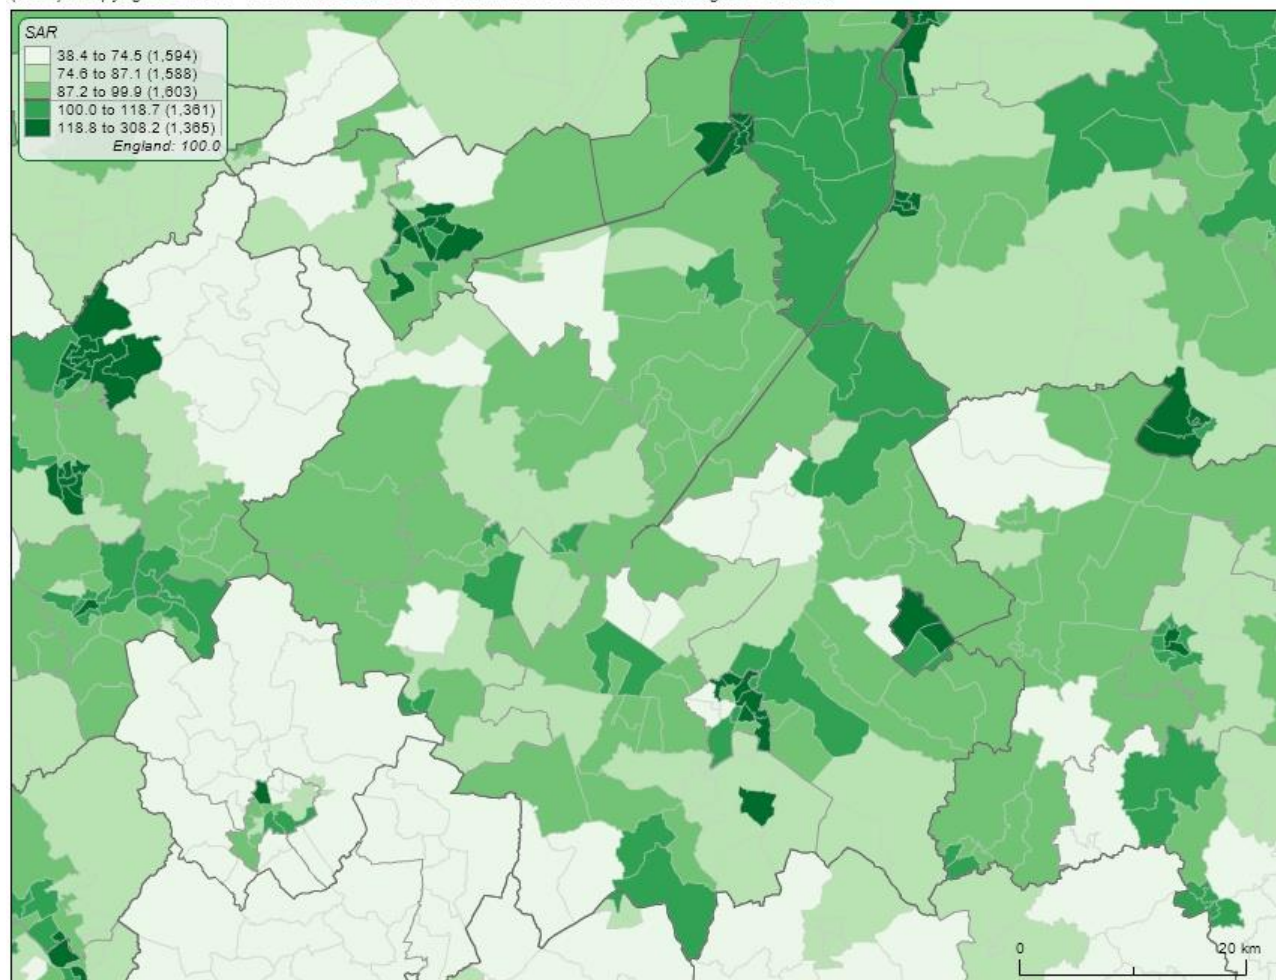 SAR
38.4 to 74.5 (1,594)
74.6 to 87.1 (1,588)
87.2 to 99.9 (1,603)
100.0 to 118.7 (1,361)
118.8 to 308.2 (1,365)
England: 100.0
0 20 km